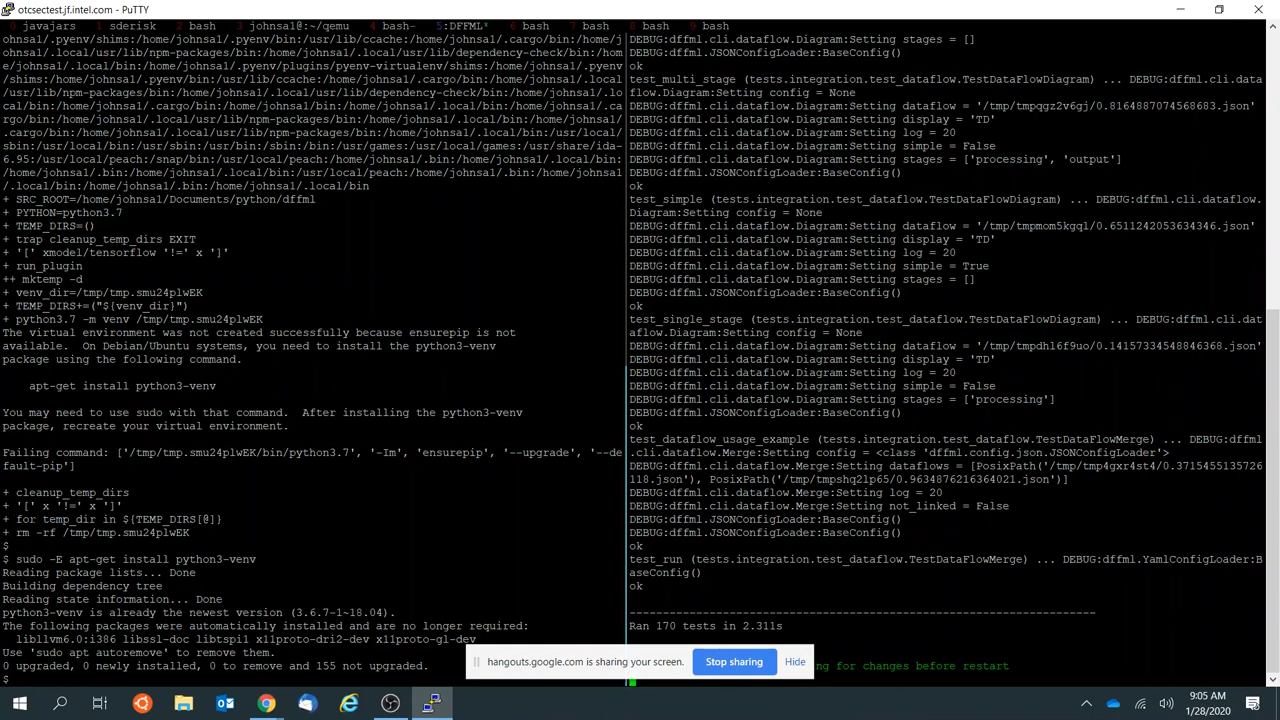 otcsectest.jf.intel.com - PuTTY
0 javajars 1 sderisk 2 bash 3 johnsa1@:~/qemu 4 bash- 5:DFFML* 6 bash 7 bash 8 bash 9 bash
ohnsa1/.pyenv/shims:/home/johnsa1/.pyenv/bin:/usr/lib/ccache:/home/johnsa1/.cargo/bin:/home/j
ohnsa1/.local/usr/lib/npm-packages/bin:/home/johnsa1/.local/usr/lib/dependency-check/bin:/hom
e/johnsa1/.cargo/bin:/home/johnsa1/.local/bin:/home/johnsa1/.pyenv/plugins/pyenv-virtualenv/shims:/home/johnsa1/.pyenv
/shims:/home/johnsa1/.pyenv/bin:/usr/lib/ccache:/home/johnsa1/.cargo/bin:/home/johnsa1/.local
/usr/lib/npm-packages/bin:/home/johnsa1/.local/usr/lib/dependency-check/bin:/home/johnsa1/.lo
cal/bin:/home/johnsa1/.cargo/bin:/home/johnsa1/.local/bin:/home/johnsa1/.bin:/home/johnsa1/.
cargo/bin:/home/johnsa1/.local/usr/lib/npm-packages/bin:/home/johnsa1/.local/bin:/home/johnsa1
/.cargo/bin:/home/johnsa1/.local/bin:/home/johnsa1/.bin:/home/johnsa1/.local/bin:/usr/local/
sbin:/usr/local/bin:/usr/sbin:/usr/bin:/sbin:/bin:/usr/games:/usr/local/games:/usr/share/ida-
6.95:/usr/local/peach:/snap/bin:/usr/local/peach:/home/johnsa1/.bin:/home/johnsa1/.local/bin:
/home/johnsa1/.bin:/home/johnsa1/.local/bin:/usr/local/peach:/home/johnsa1/.bin:/home/johnsa1
/.local/bin:/home/johnsa1/.bin:/home/johnsa1/.local/bin
+ SRC_ROOT=/home/johnsa1/Documents/python/dffml
+ PYTHON=python3.7
+ TEMP_DIRS=()
+ trap cleanup_temp_dirs EXIT
+ '[' xmodel/tensorflow '!=' x ']'
+ run_plugin
++ mktemp -d
+ venv_dir=/tmp/tmp.smu24plwEK
+ TEMP_DIRS+=("${venv_dir}")
+ python3.7 -m venv /tmp/tmp.smu24plwEK
The virtual environment was not created successfully because ensurepip is not
available. On Debian/Ubuntu systems, you need to install the python3-venv
package using the following command.
apt-get install python3-venv
You may need to use sudo with that command. After installing the python3-venv
package, recreate your virtual environment.
Failing command: ['/tmp/tmp.smu24plwEK/bin/python3.7', '-Im', 'ensurepip', '--upgrade', '--de
fault-pip']
+ cleanup_temp_dirs
+ '[' x '!=' x ']'
+ for temp_dir in ${TEMP_DIRS[@]}
+ rm -rf /tmp/tmp.smu24plwEK
$
$ sudo -E apt-get install python3-venv
Reading package lists... Done
Building dependency tree
Reading state information... Done
python3-venv is already the newest version (3.6.7-1~18.04).
The following packages were automatically installed and are no longer required:
libllvm6.0:i386 libssl-doc libtspi1 x11proto-dri2-dev x11proto-gl-dev
Use 'sudo apt autoremove' to remove them.
0 upgraded, 0 newly installed, 0 to remove and 155 not upgraded.
$
DEBUG:dffml.cli.dataflow.Diagram:Setting stages = []
DEBUG:dffml.JSONConfigLoader:BaseConfig()
ok
test_multi_stage (tests.integration.test_dataflow.TestDataFlowDiagram) ... DEBUG:dffml.cli.data
flow.Diagram:Setting config = None
DEBUG:dffml.cli.dataflow.Diagram:Setting dataflow = '/tmp/tmpqgz2v6gj/0.8164887074568683.json'
DEBUG:dffml.cli.dataflow.Diagram:Setting display = 'TD'
DEBUG:dffml.cli.dataflow.Diagram:Setting log = 20
DEBUG:dffml.cli.dataflow.Diagram:Setting simple = False
DEBUG:dffml.cli.dataflow.Diagram:Setting stages = ['processing', 'output']
DEBUG:dffml.JSONConfigLoader:BaseConfig()
ok
test_simple (tests.integration.test_dataflow.TestDataFlowDiagram) ... DEBUG:dffml.cli.dataflow.
Diagram:Setting config = None
DEBUG:dffml.cli.dataflow.Diagram:Setting dataflow = '/tmp/tmpmom5kgql/0.6511242053634346.json'
DEBUG:dffml.cli.dataflow.Diagram:Setting display = 'TD'
DEBUG:dffml.cli.dataflow.Diagram:Setting log = 20
DEBUG:dffml.cli.dataflow.Diagram:Setting simple = True
DEBUG:dffml.cli.dataflow.Diagram:Setting stages = []
DEBUG:dffml.JSONConfigLoader:BaseConfig()
ok
test_single_stage (tests.integration.test_dataflow.TestDataFlowDiagram) ... DEBUG:dffml.cli.dat
aflow.Diagram:Setting config = None
DEBUG:dffml.cli.dataflow.Diagram:Setting dataflow = '/tmp/tmpdhl6f9uo/0.14157334548846368.json'
DEBUG:dffml.cli.dataflow.Diagram:Setting display = 'TD'
DEBUG:dffml.cli.dataflow.Diagram:Setting log = 20
DEBUG:dffml.cli.dataflow.Diagram:Setting simple = False
DEBUG:dffml.cli.dataflow.Diagram:Setting stages = ['processing']
DEBUG:dffml.JSONConfigLoader:BaseConfig()
ok
test_dataflow_usage_example (tests.integration.test_dataflow.TestDataFlowMerge) ... DEBUG:dffml
.cli.dataflow.Merge:Setting config = <class 'dffml.config.json.JSONConfigLoader'>
DEBUG:dffml.cli.dataflow.Merge:Setting dataflows = [PosixPath('/tmp/tmp4gxr4st4/0.3715455135726
118.json'), PosixPath('/tmp/tmpshq2lp65/0.9634876216364021.json')]
DEBUG:dffml.cli.dataflow.Merge:Setting log = 20
DEBUG:dffml.cli.dataflow.Merge:Setting not_linked = False
DEBUG:dffml.JSONConfigLoader:BaseConfig()
DEBUG:dffml.JSONConfigLoader:BaseConfig()
ok
test_run (tests.integration.test_dataflow.TestDataFlowMerge) ... DEBUG:dffml.YamlConfigLoader:B
aseConfig()
ok
----------------------------------------------------------------------
Ran 170 tests in 2.311s
ng for changes before restart
hangouts.google.com is sharing your screen. Stop sharing Hide
9:05 AM
1/28/2020